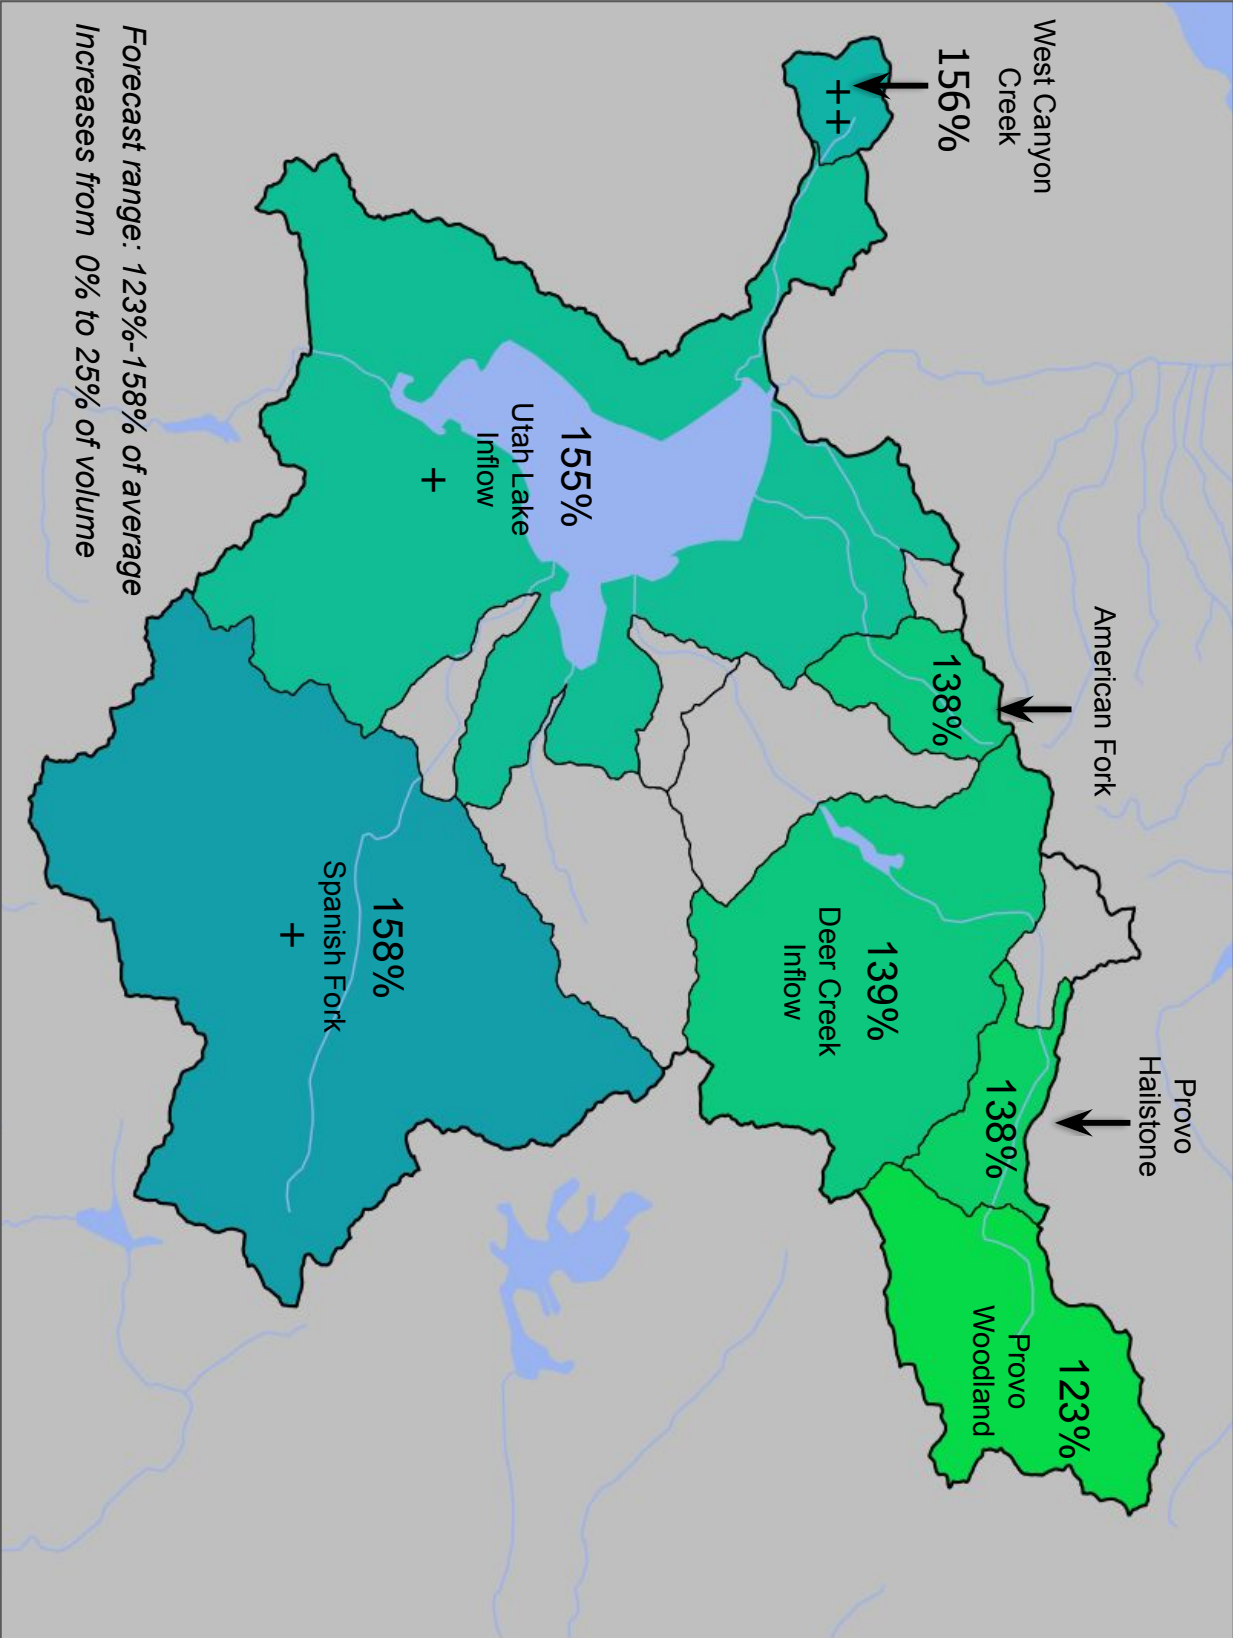 West Canyon
Creek
156%
++
American Fork
138%
Provo
Hailstone
138%
123%
Provo
Woodland
139%
Deer Creek
Inflow
155%
Utah Lake
Inflow
+
158%
Spanish Fork
+
Forecast range: 123%-158% of average
Increases from 0% to 25% of volume